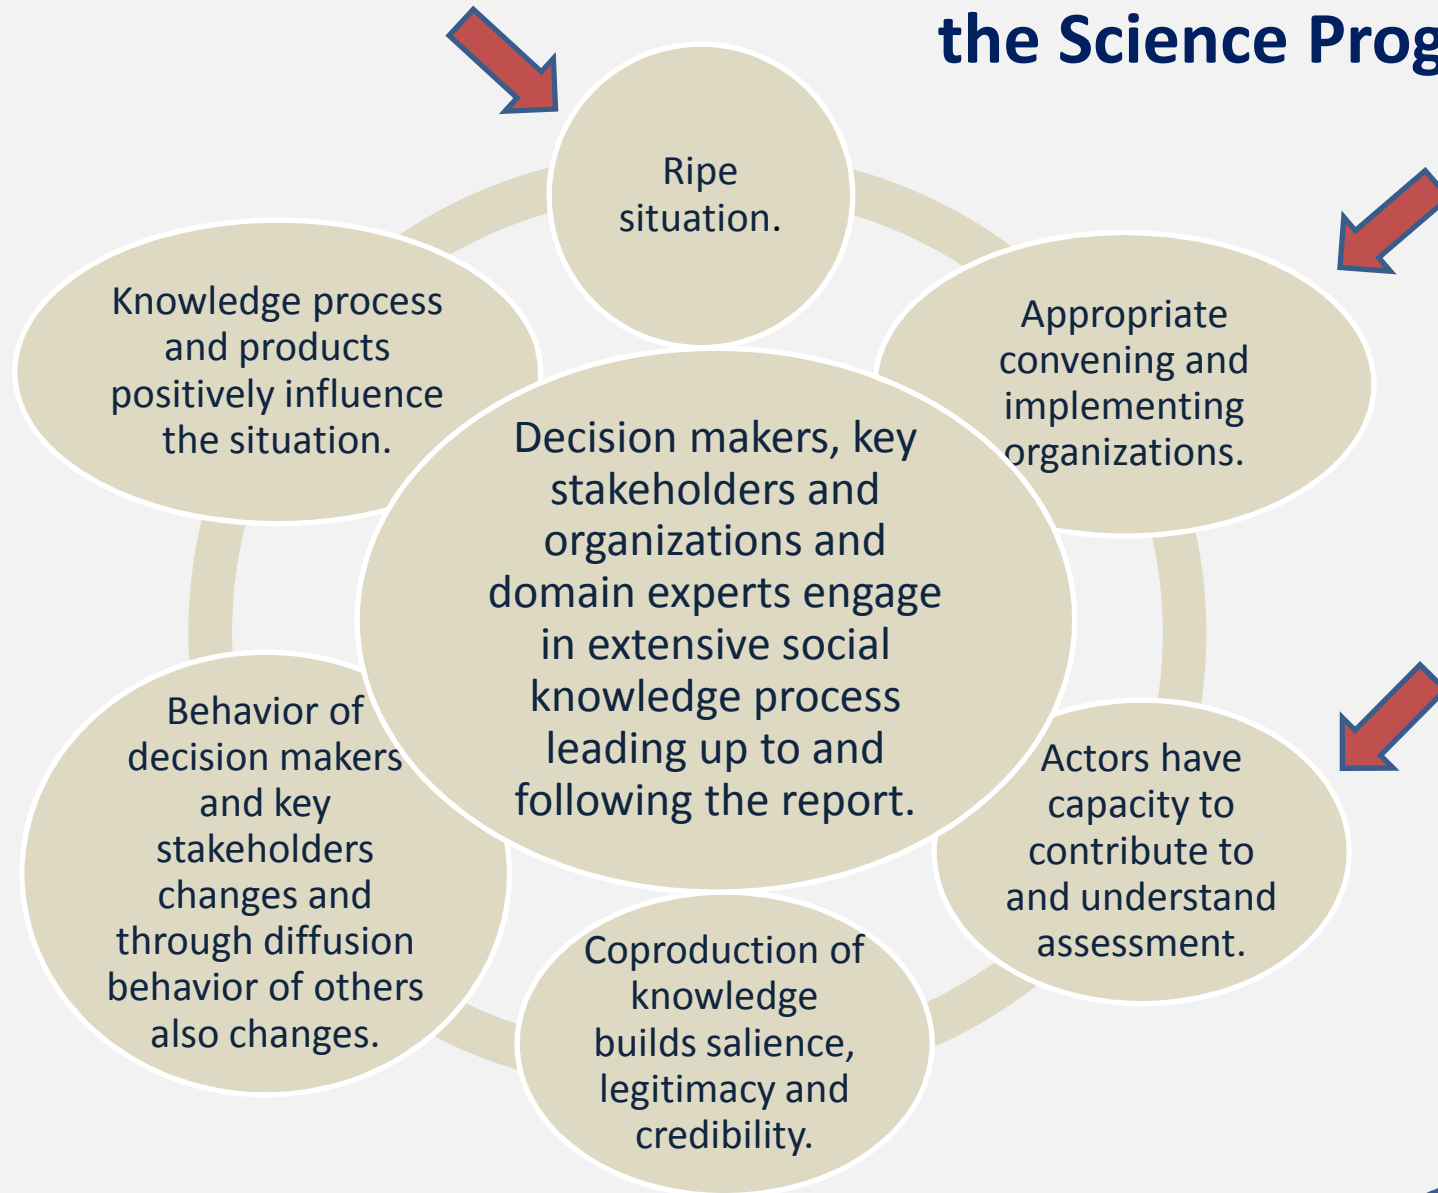 the Science Prog
Ripe
situation.
Appropriate
convening and
implementing
organizations.
Actors have
capacity to
contribute to
and understand
assessment.
Coproduction of
knowledge
builds salience,
legitimacy and
credibility.
Behavior of
decision makers
and key
stakeholders
changes and
through diffusion
behavior of others
also changes.
Knowledge process
and products
positively influence
the situation.
Decision makers, key
stakeholders and
organizations and
domain experts engage
in extensive social
knowledge process
leading up to and
following the report.